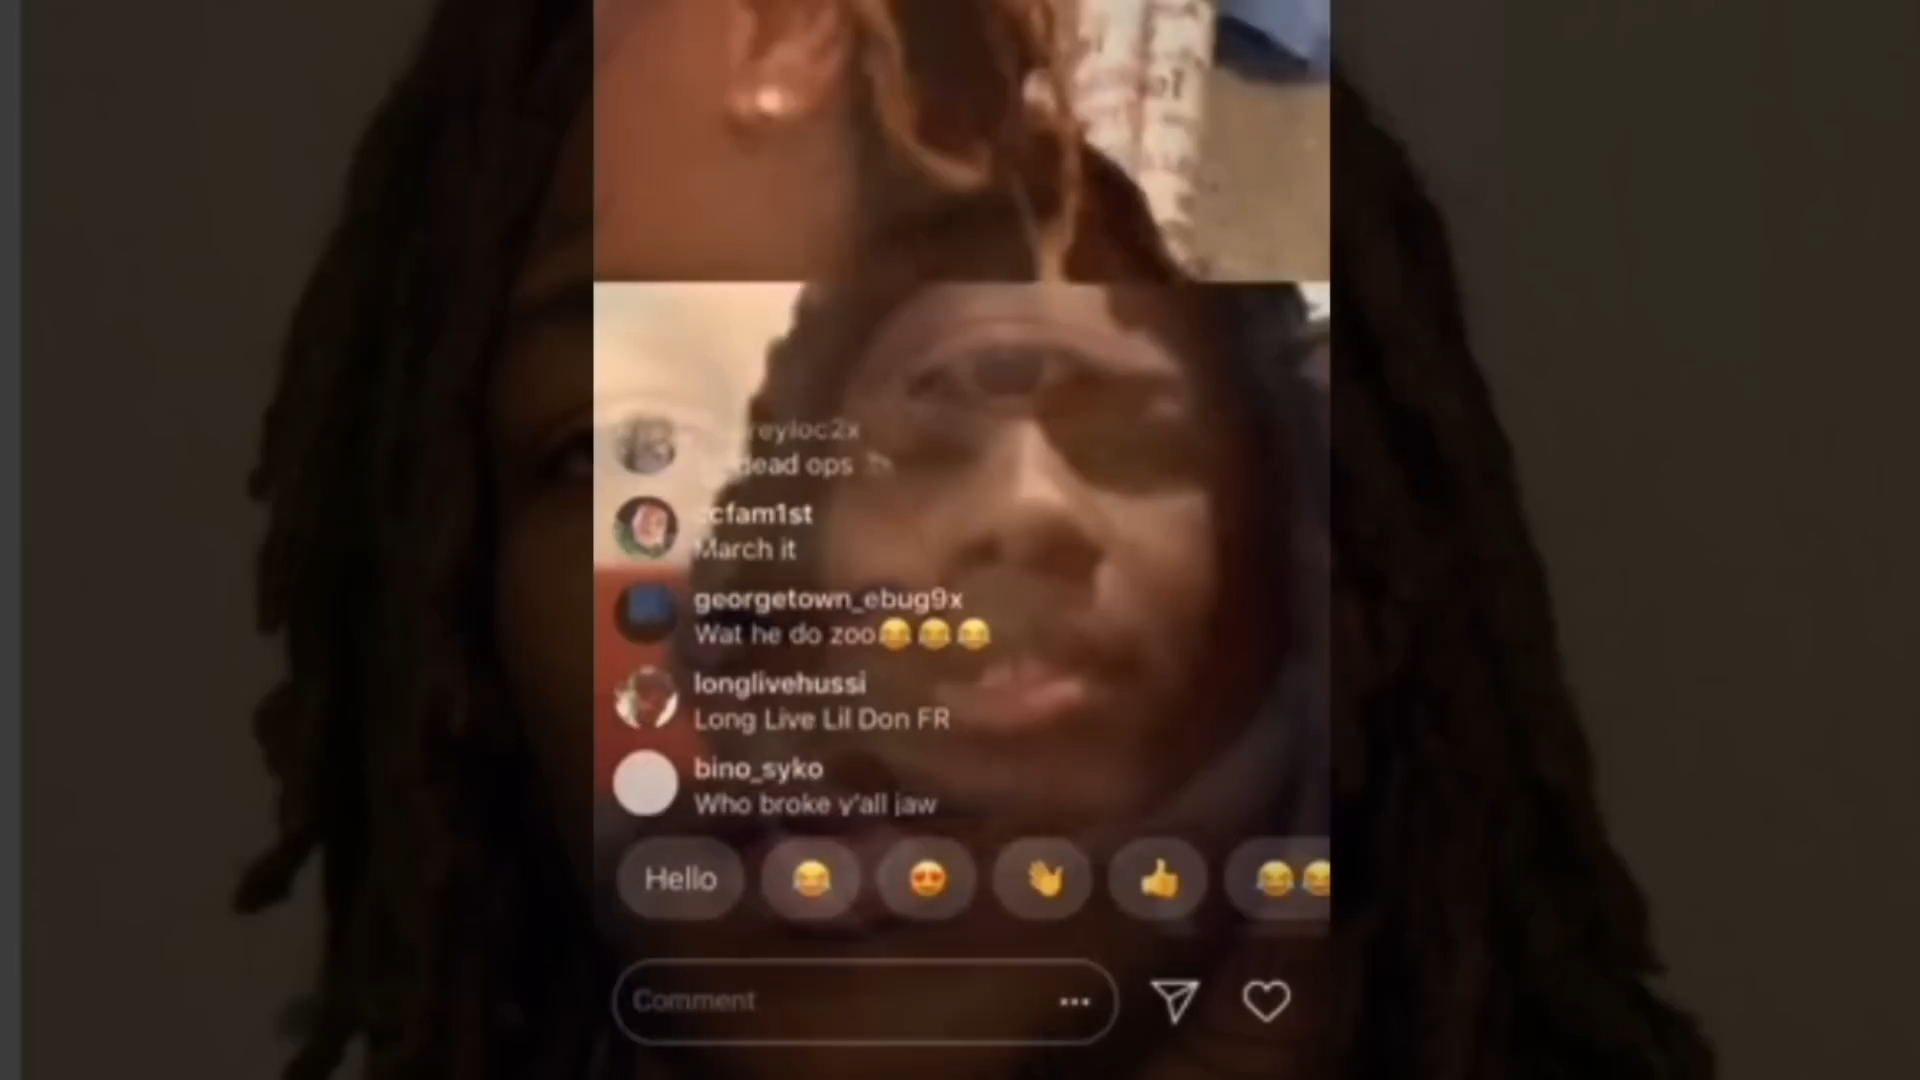 dead ops
March it
georgetown_ebug9x
Wat he do zoo😂😂😂
longlivehussi
Long Live Lil Don FR
bino_syko
Who broke y'all jaw
Hello
Comment